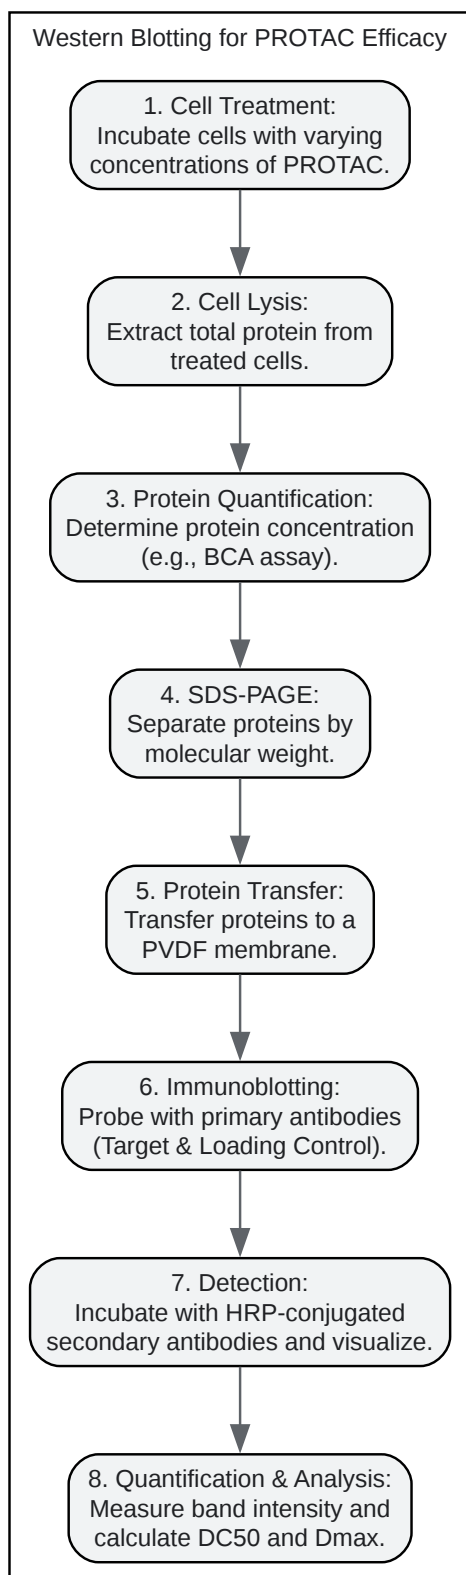 Western Blotting for PROTAC Efficacy
1. Cell Treatment:
Incubate cells with varying
concentrations of PROTAC.
2. Cell Lysis:
Extract total protein from
treated cells.
3. Protein Quantification:
Determine protein concentration
(e.g., BCA assay).
4. SDS-PAGE:
Separate proteins by
molecular weight.
5. Protein Transfer:
Transfer proteins to a
PVDF membrane.
6. Immunoblotting:
Probe with primary antibodies
(Target & Loading Control).
7. Detection:
Incubate with HRP-conjugated
secondary antibodies and visualize.
8. Quantification & Analysis:
Measure band intensity and
calculate DC50 and Dmax.